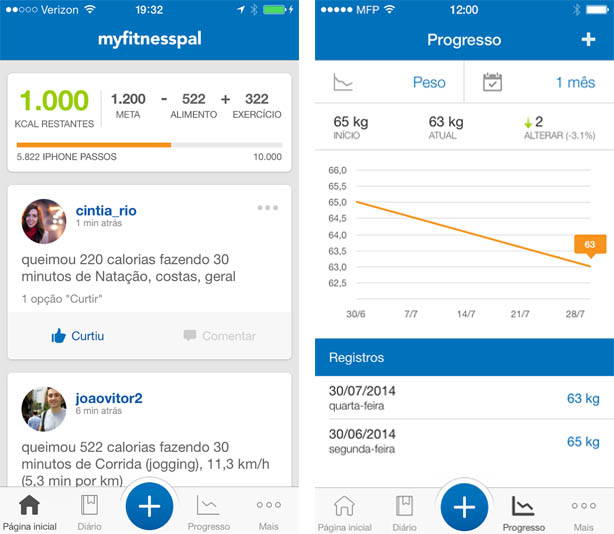 Verizon 19:32
myfitnesspal
1.000 1.200 - 522 + 322
KCAL RESTANTES META ALIMENTO EXERCÍCIO
5.822 IPHONE PASSOS 10.000
cintia_rio
1 min atrás
queimou 220 calorias fazendo 30
minutos de Natação, costas, geral
1 opção "Curtir"
Curtiu Comentar
joaovitor2
6 min atrás
queimou 522 calorias fazendo 30
minutos de Corrida (jogging), 11,3 km/h
(5,3 min por km)
Página inicial Diário Progresso Mais
MFP 12:00
Progresso +
Peso 1 mês
65 kg 63 kg 2
INÍCIO ATUAL ALTERAR (-3.1%)
66,0
65,5
65,0
64,5
64,0
63,5
63
63,0
62,5
30/6 7/7 14/7 21/7 28/7
Registros
30/07/2014
quarta-feira
63 kg
30/06/2014
segunda-feira
65 kg
Página inicial Diário Progresso Mais